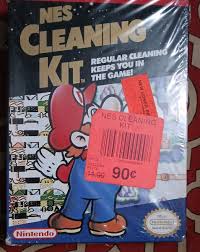 NES
CLEANING
KIT
REGULAR CLEANING
KEEPS YOU IN
THE GAME!
NES CLEANING
KIT
90¢
Nintendo